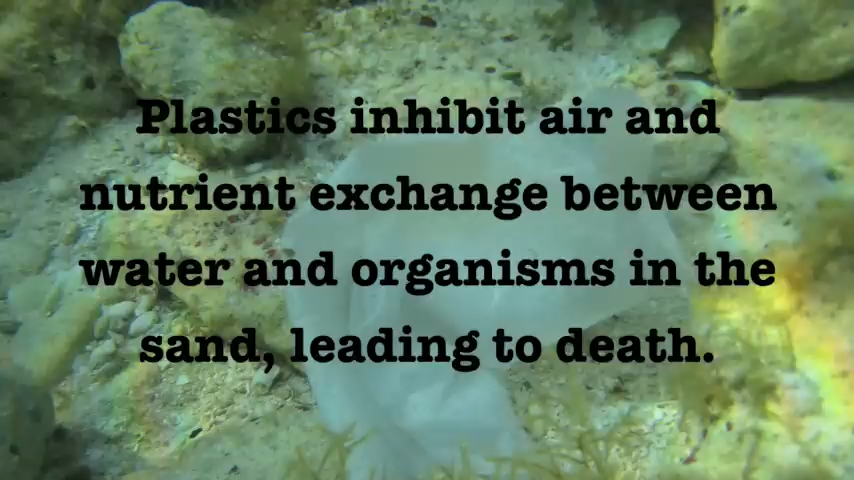 Plastics inhibit air and
nutrient exchange between
water and organisms in the
sand, leading to death.